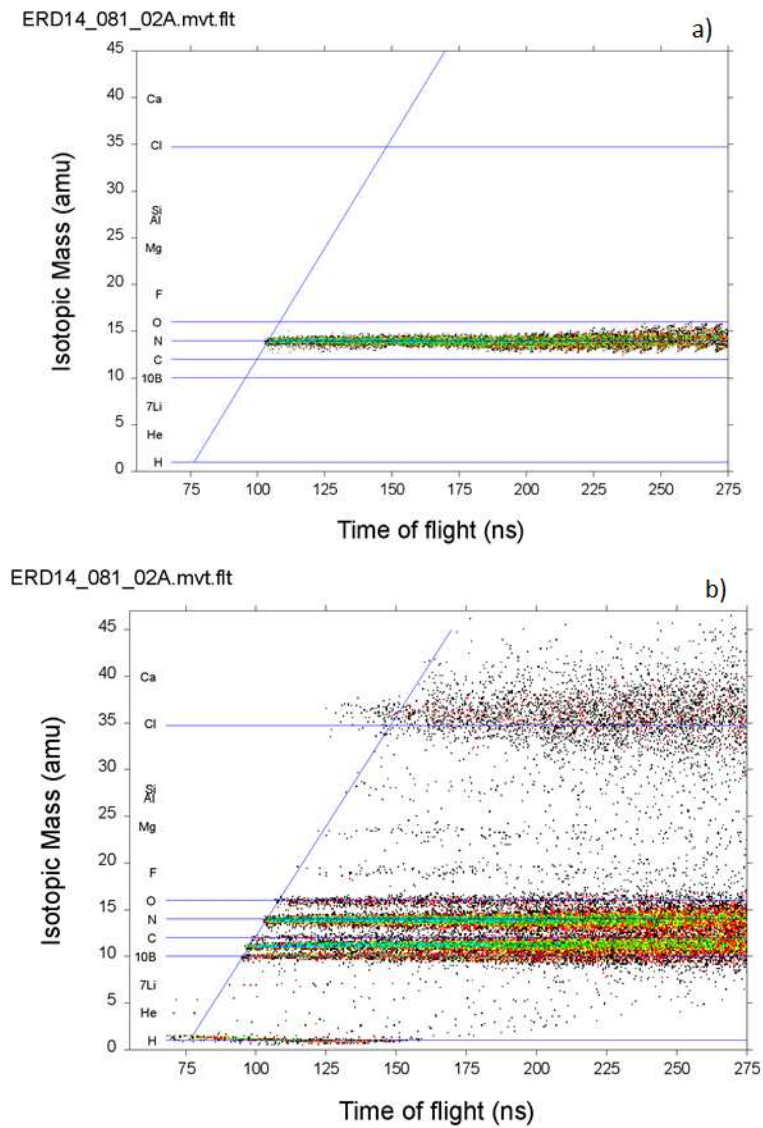 ERD14_081_02A.mvt.flt
a)
45
40
35
30
25
20
15
10
5
0
Ca
Cl
Si
Al
Mg
F
O
N
C
10B
7Li
He
H
Isotopic Mass (amu)
75 100 125 150 175 200 225 250 275
Time of flight (ns)
ERD14_081_02A.mvt.flt
b)
45
40
35
30
25
20
15
10
5
0
Ca
Cl
Si
Al
Mg
F
O
N
C
10B
7Li
He
H
Isotopic Mass (amu)
75 100 125 150 175 200 225 250 275
Time of flight (ns)